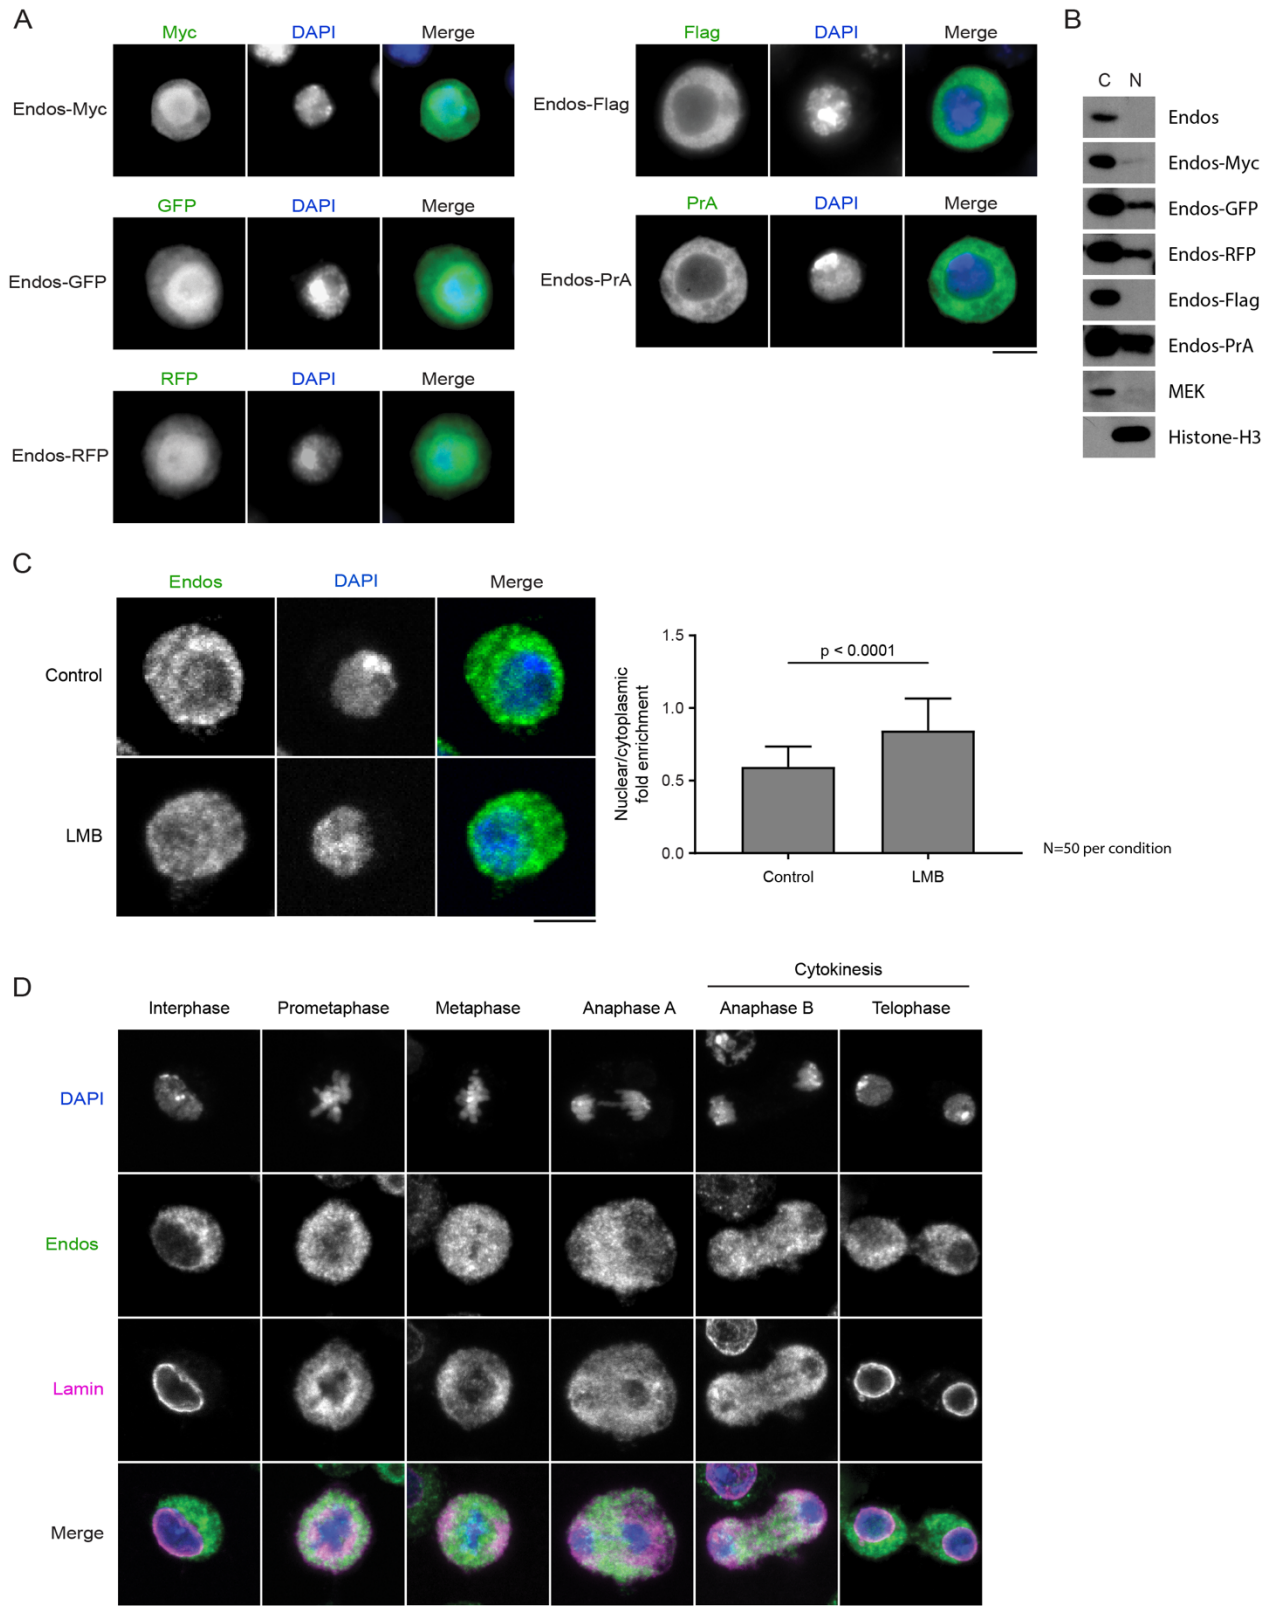 A
Myc DAPI Merge
Endos-Myc
GFP DAPI Merge
Endos-GFP
RFP DAPI Merge
Endos-RFP
Flag DAPI Merge
Endos-Flag
PrA DAPI Merge
Endos-PrA
B
C N
Endos
Endos-Myc
Endos-GFP
Endos-RFP
Endos-Flag
Endos-PrA
MEK
Histone-H3
C
Endos DAPI Merge
Control
LMB
Nuclear/cytoplasmic
fold enrichment
1.5
1.0
0.5
0.0
p < 0.0001
Control LMB
N=50 per condition
D
Cytokinesis
Interphase Prometaphase Metaphase Anaphase A Anaphase B Telophase
DAPI
Endos
Lamin
Merge